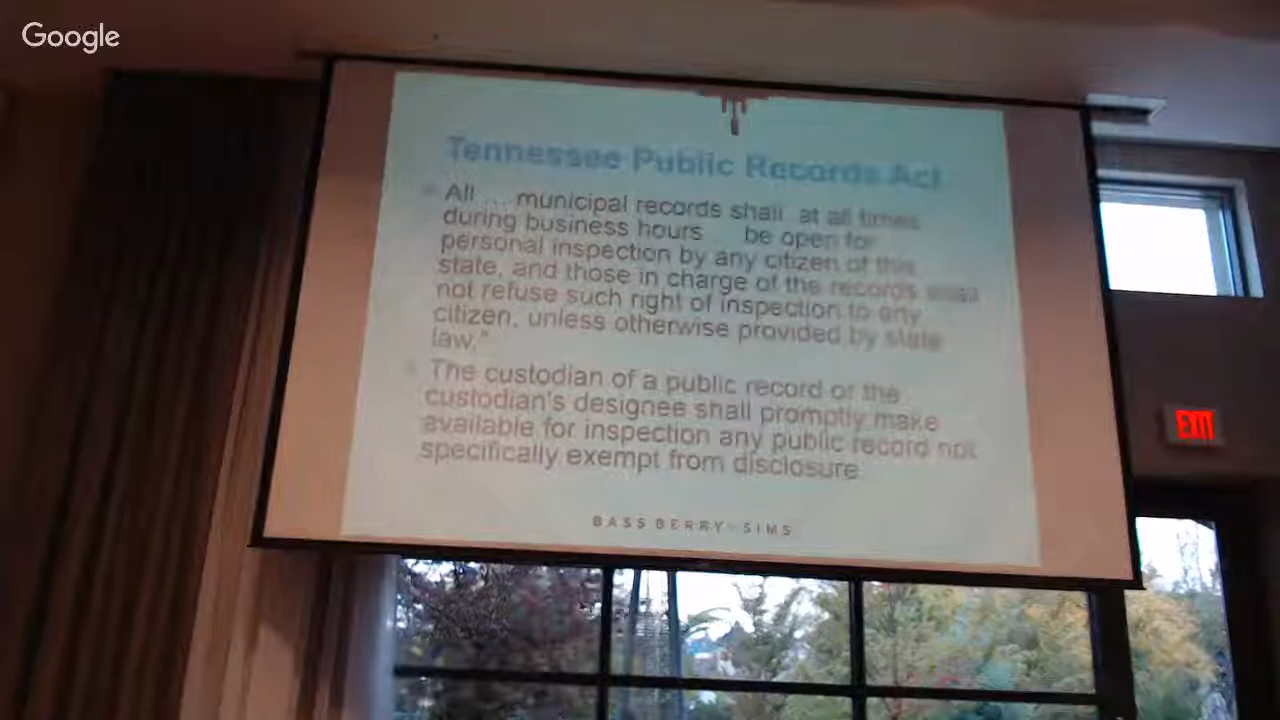 Google
Tennessee Public Records Act
All ... municipal records shall at all times
during business hours be open for
personal inspection by any citizen of this
state, and those in charge of the records shall
not refuse such right of inspection to any
citizen, unless otherwise provided by state
law."
The custodian of a public record or the
custodian's designee shall promptly make
available for inspection any public record not
specifically exempt from disclosure
BASS BERRY SIMS
EXIT